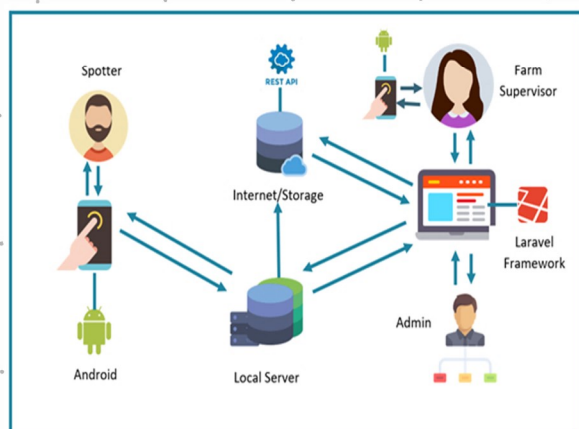 Spotter
REST API
Farm
Supervisor
Internet/Storage
Laravel
Framework
Admin
Android
Local Server